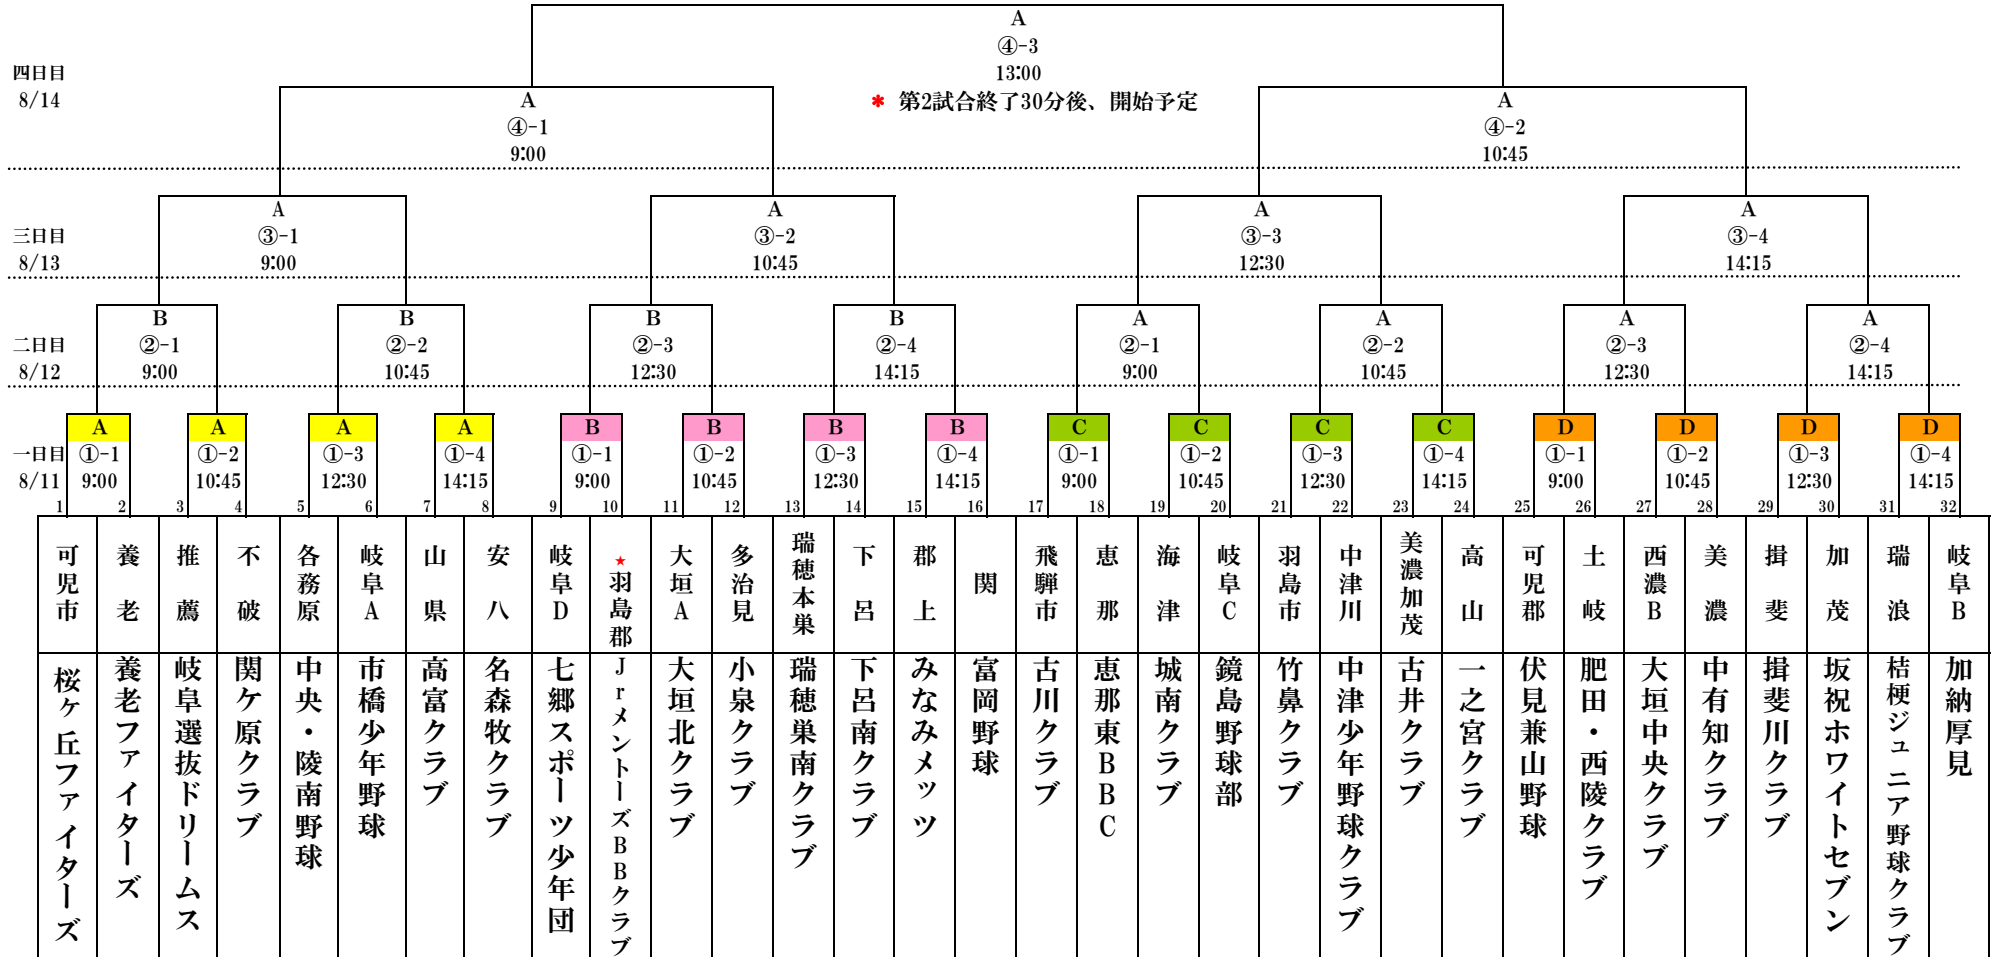 A
④-3
13:00
* 第2試合終了30分後、開始予定
四日目
8/14
A
④-1
9:00
A
④-2
10:45
三日目
8/13
A
③-1
9:00
A
③-2
10:45
A
③-3
12:30
A
③-4
14:15
二日目
8/12
B
②-1
9:00
B
②-2
10:45
B
②-3
12:30
B
②-4
14:15
A
②-1
9:00
A
②-2
10:45
A
②-3
12:30
A
②-4
14:15
一日目
8/11
A
①-1
9:00
A
①-2
10:45
A
①-3
12:30
A
①-4
14:15
B
①-1
9:00
B
①-2
10:45
B
①-3
12:30
B
①-4
14:15
C
①-1
9:00
C
①-2
10:45
C
①-3
12:30
C
①-4
14:15
D
①-1
9:00
D
①-2
10:45
D
①-3
12:30
D
①-4
14:15
1
可児市
桜ヶ丘ファイターズ
2
養老
養老ファイターズ
3
推薦
岐阜選抜ドリームス
4
不破
関ケ原クラブ
5
各務原
中央・陵南野球
6
岐阜A
市橋少年野球
7
山県
高富クラブ
8
安八
名森牧クラブ
9
岐阜D
七郷スポーツ少年団
10
★羽島郡
JrメントーズBBクラブ
11
大垣A
大垣北クラブ
12
多治見
小泉クラブ
13
瑞穂本巣
瑞穂巣南クラブ
14
下呂
下呂南クラブ
15
郡上
みなみメッツ
16
関
富岡野球
17
飛騨市
古川クラブ
18
恵那
恵那東BBC
19
海津
城南クラブ
20
岐阜C
鏡島野球部
21
羽島市
竹鼻クラブ
22
中津川
中津少年野球クラブ
23
美濃加茂
古井クラブ
24
高山
一之宮クラブ
25
可児郡
伏見兼山野球
26
土岐
肥田・西陵クラブ
27
西濃B
大垣中央クラブ
28
美濃
中有知クラブ
29
揖斐
揖斐川クラブ
30
加茂
坂祝ホワイトセブン
31
瑞浪
桔梗ジュニア野球クラブ
32
岐阜B
加納厚見